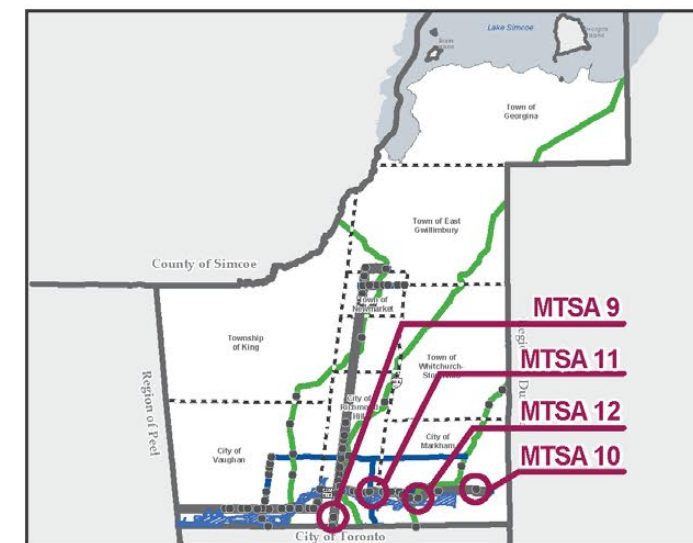 Lake Simcoe
Town of
Georgina
Town of East
Gwillimbury
County of Simcoe
MTSA 9
Town of
Newmarket
Township
of King
MTSA 11
Town of
Region of Peel
MTSA 12
City of
City of
Vaughan
City of
Markham
MTSA 10
City of Toronto